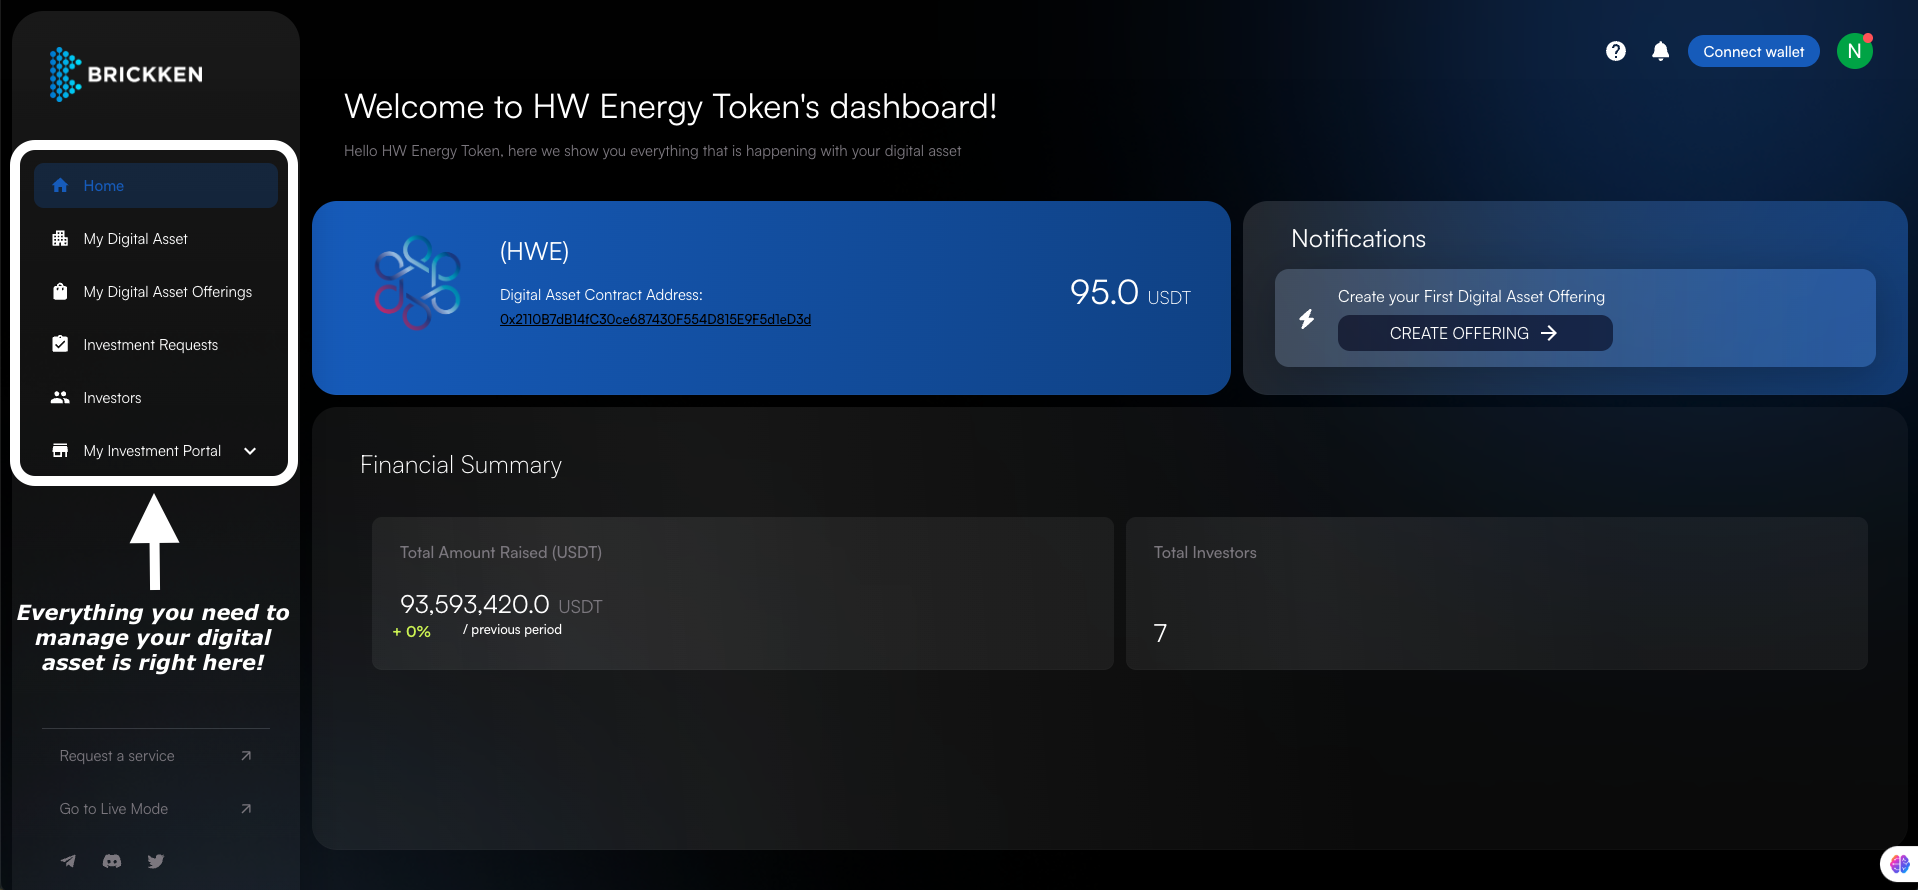 BRICKKEN
Home
My Digital Asset
My Digital Asset Offerings
Investment Requests
Investors
My Investment Portal
Everything you need to
manage your digital
asset is right here!
Request a service
Go to Live Mode
Connect wallet
N
Welcome to HW Energy Token's dashboard!
Hello HW Energy Token, here we show you everything that is happening with your digital asset
(HWE)
Digital Asset Contract Address:
0x2110B7dB14fC30ce687430F554D815E9F5d1eD3d
95.0 USDT
Notifications
Create your First Digital Asset Offering
CREATE OFFERING
Financial Summary
Total Amount Raised (USDT)
93,593,420.0 USDT
+ 0% / previous period
Total Investors
7